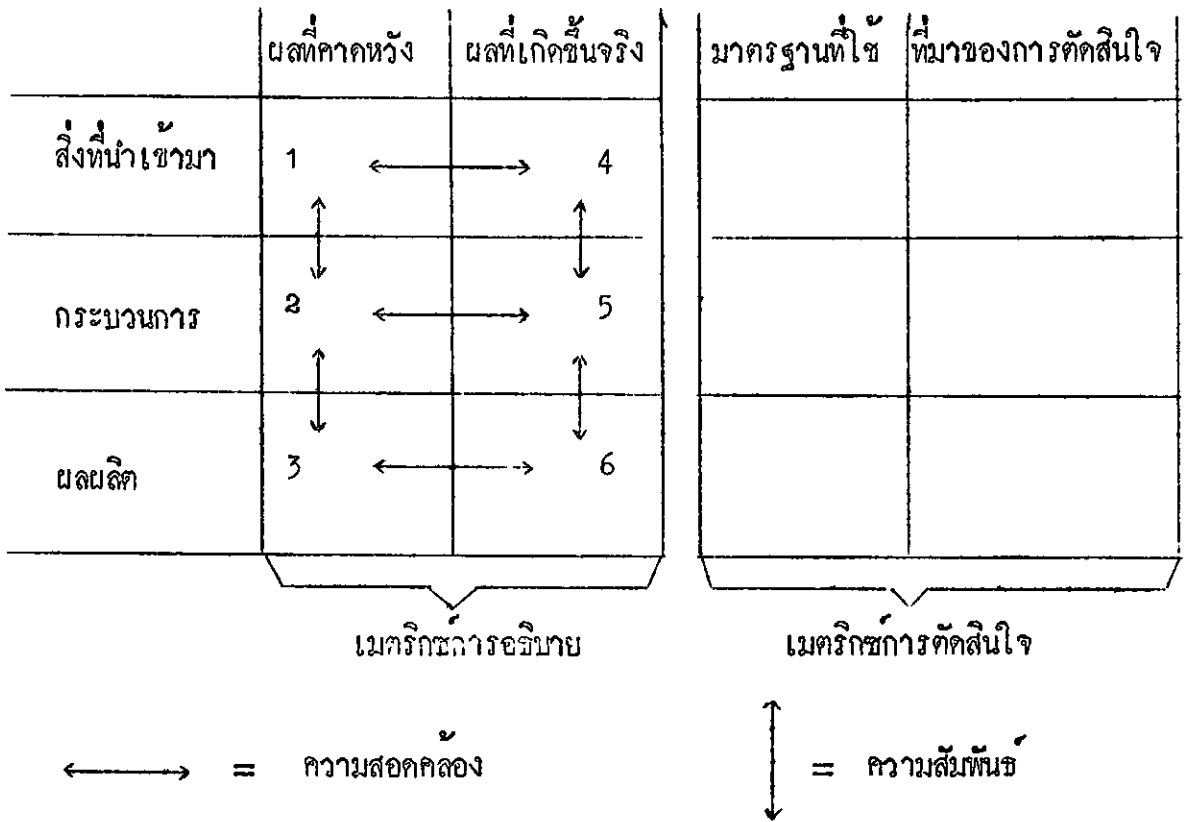 ผลที่คาดหวัง ผลที่เกิดขึ้นจริง มาตรฐานที่ใช้ ที่มาของการตัดสินใจ
สิ่งที่นำเข้ามา 1 4
กระบวนการ 2 5
ผลผลิต 3 6
เมตริกซ์การอธิบาย เมตริกซ์การตัดสินใจ
= ความสอดคล้อง = ความสัมพันธ์